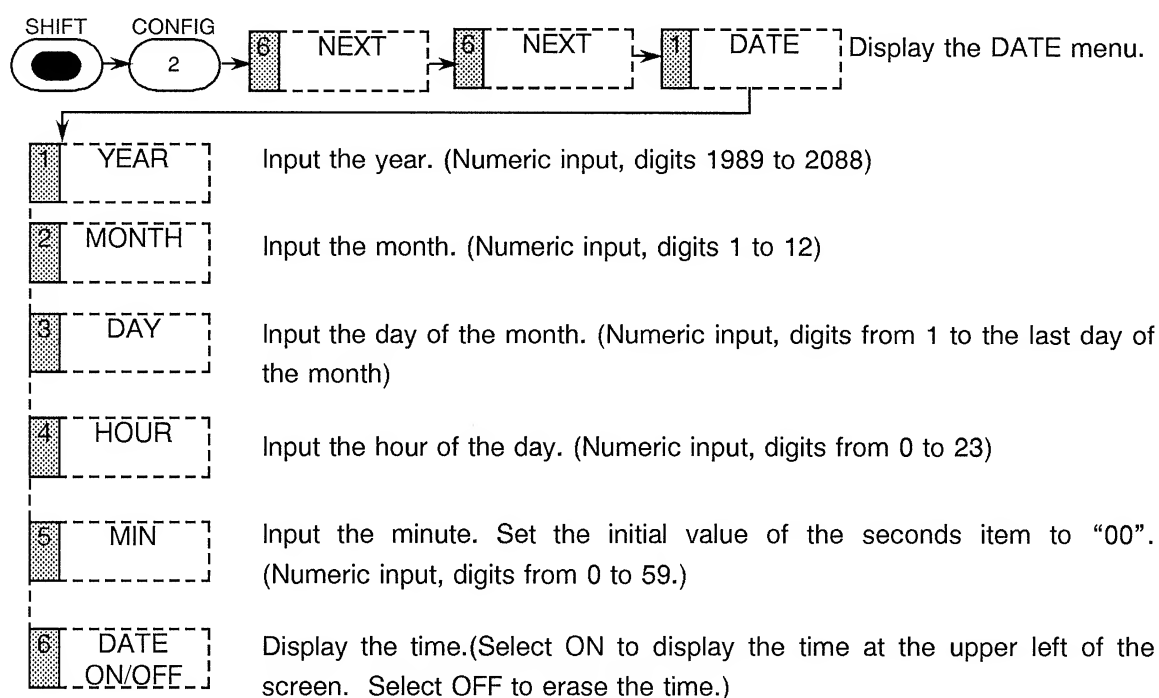 SHIFT CONFIG
2 6 NEXT 6 NEXT 1 DATE Display the DATE menu.
1 YEAR Input the year. (Numeric input, digits 1989 to 2088)
2 MONTH Input the month. (Numeric input, digits 1 to 12)
3 DAY Input the day of the month. (Numeric input, digits from 1 to the last day of
the month)
4 HOUR Input the hour of the day. (Numeric input, digits from 0 to 23)
5 MIN Input the minute. Set the initial value of the seconds item to “00”.
(Numeric input, digits from 0 to 59.)
6 DATE Display the time.(Select ON to display the time at the upper left of the
ON/OFF screen. Select OFF to erase the time.)